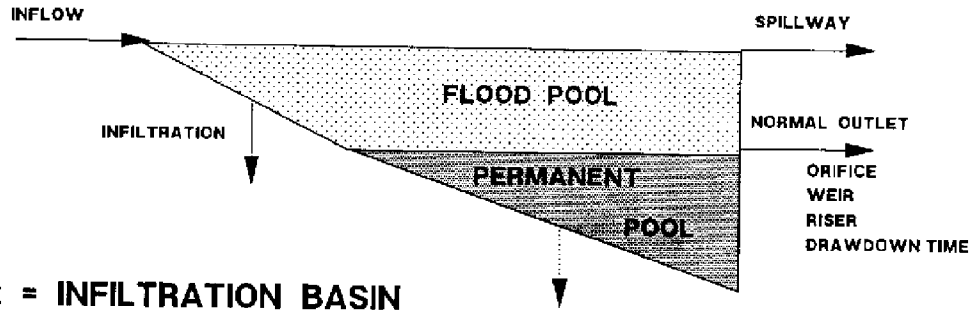 INFLOW
SPILLWAY
FLOOD POOL
INFILTRATION
NORMAL OUTLET
PERMANENT
POOL
ORIFICE
WEIR
RISER
DRAWDOWN TIME
= INFILTRATION BASIN